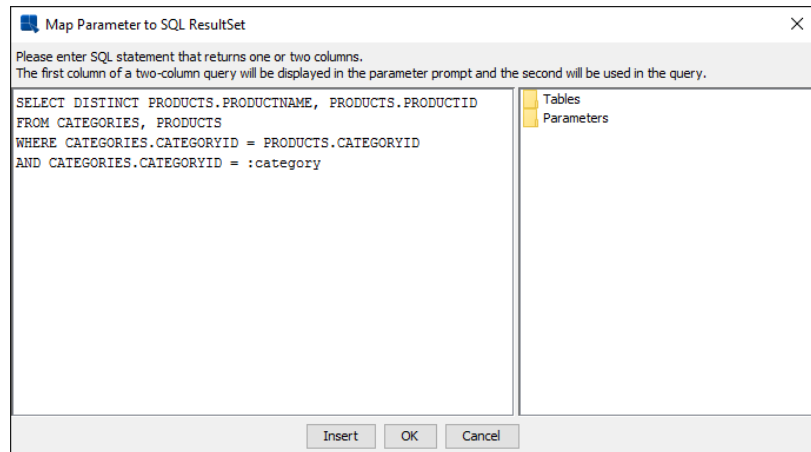 Map Parameter to SQL ResultSet
Please enter SQL statement that returns one or two columns.
The first column of a two-column query will be displayed in the parameter prompt and the second will be used in the query.
SELECT DISTINCT PRODUCTS.PRODUCTNAME, PRODUCTS.PRODUCTID
FROM CATEGORIES, PRODUCTS
WHERE CATEGORIES.CATEGORYID = PRODUCTS.CATEGORYID
AND CATEGORIES.CATEGORYID = :category
Tables
Parameters
Insert OK Cancel